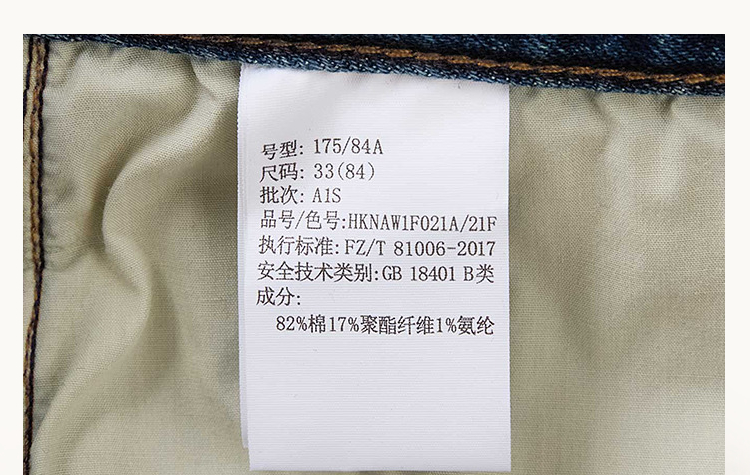 号型: 175/84A
尺码: 33(84)
批次: A1S
品号/色号:HKNAW1F021A/21F
执行标准:FZ/T 81006-2017
安全技术类别:GB 18401 B类
成分:
82%棉17%聚酯纤维1%氨纶